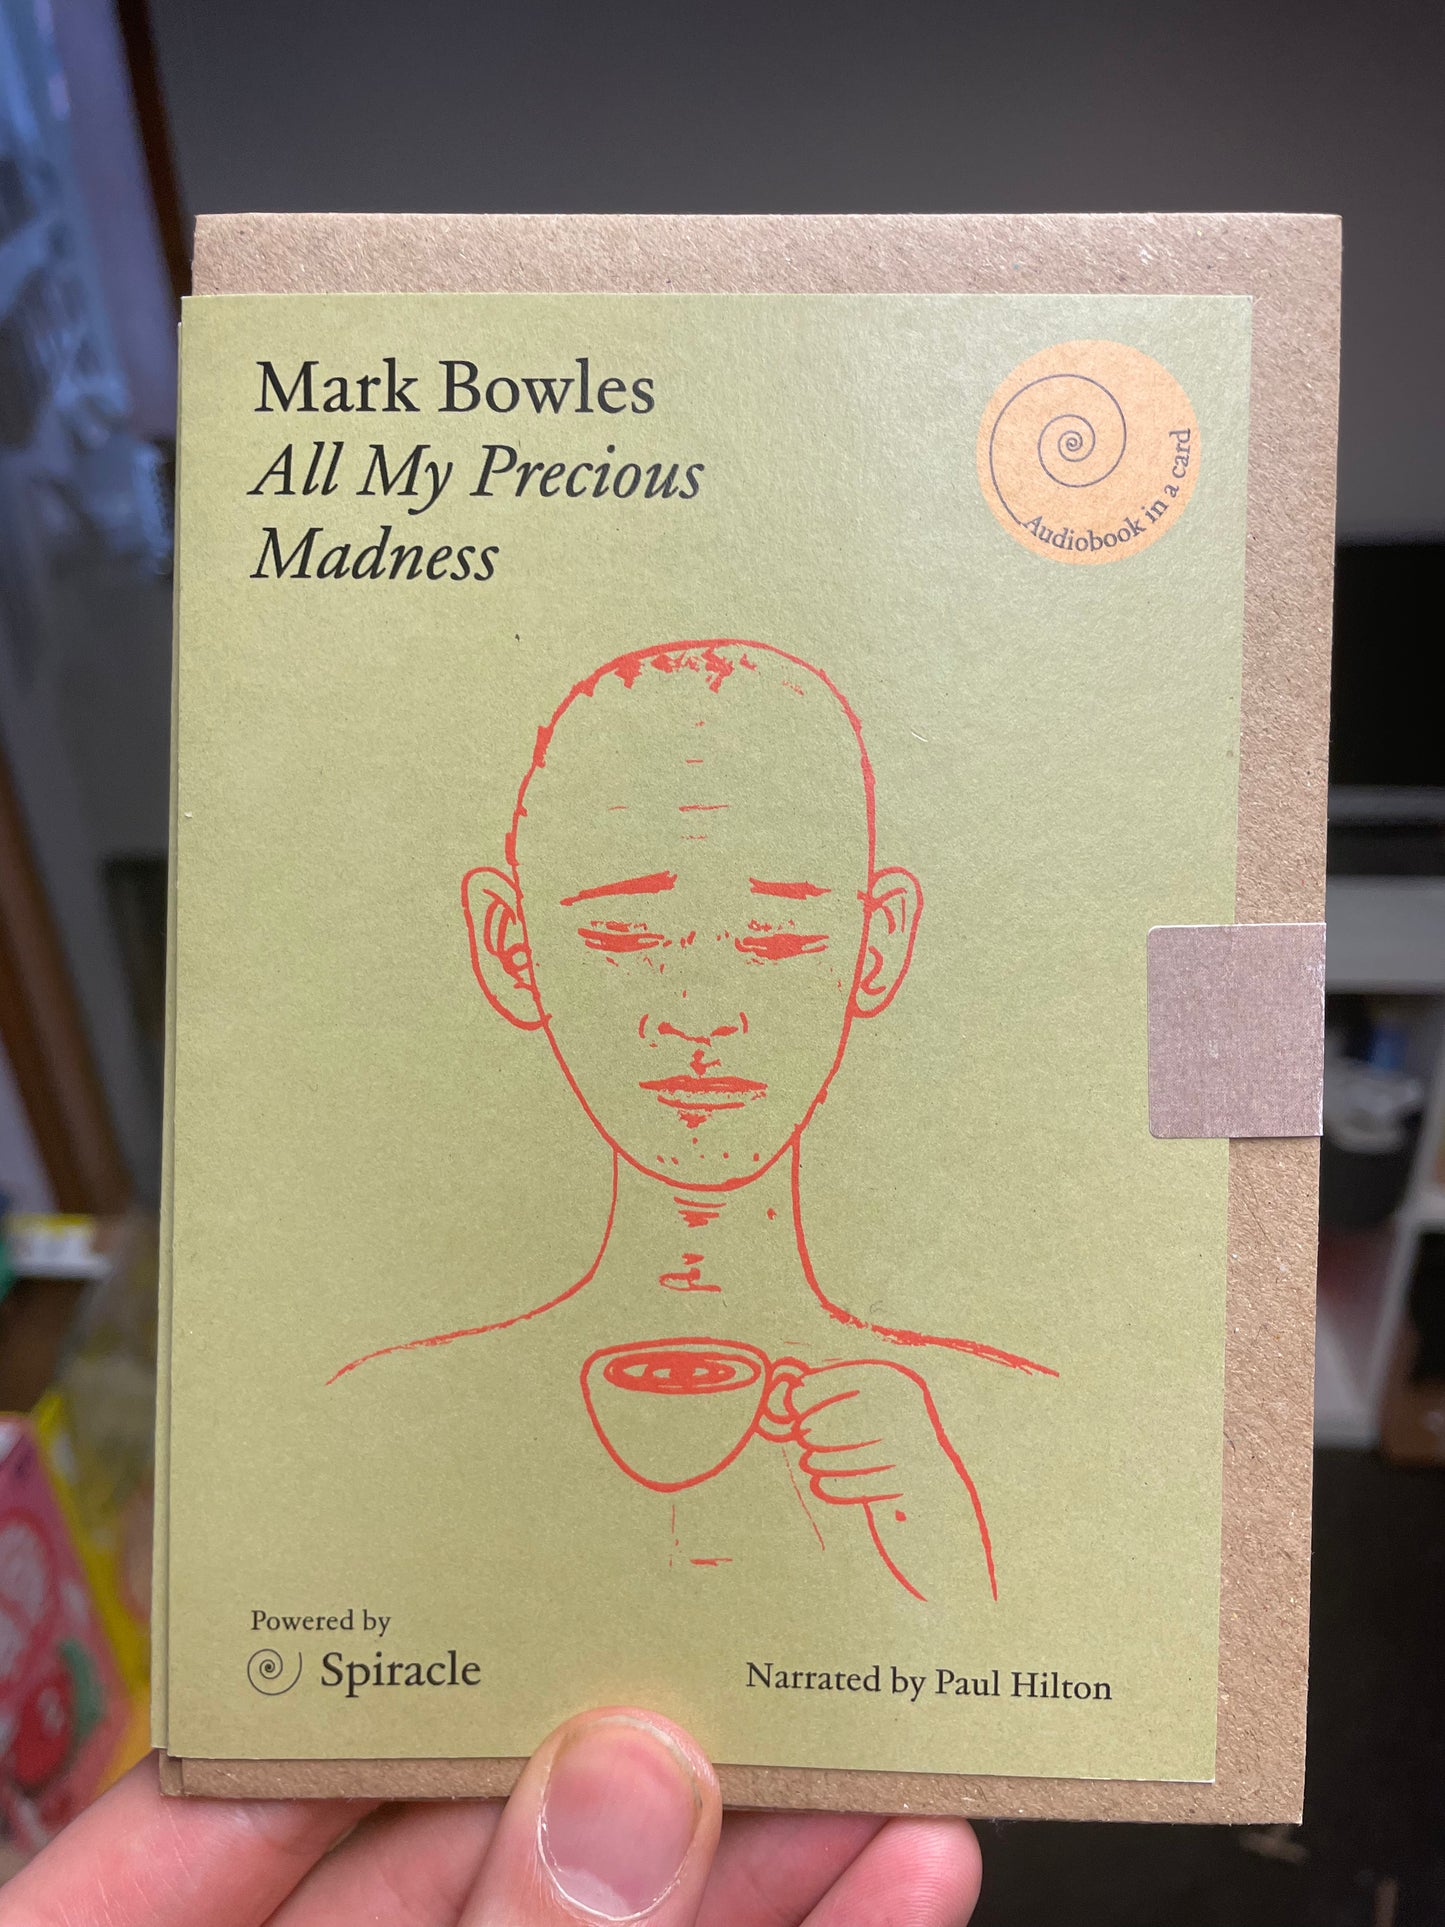 Mark Bowles
All My Precious
Madness
Audiobook in a card
Powered by
Spiracle
Narrated by Paul Hilton